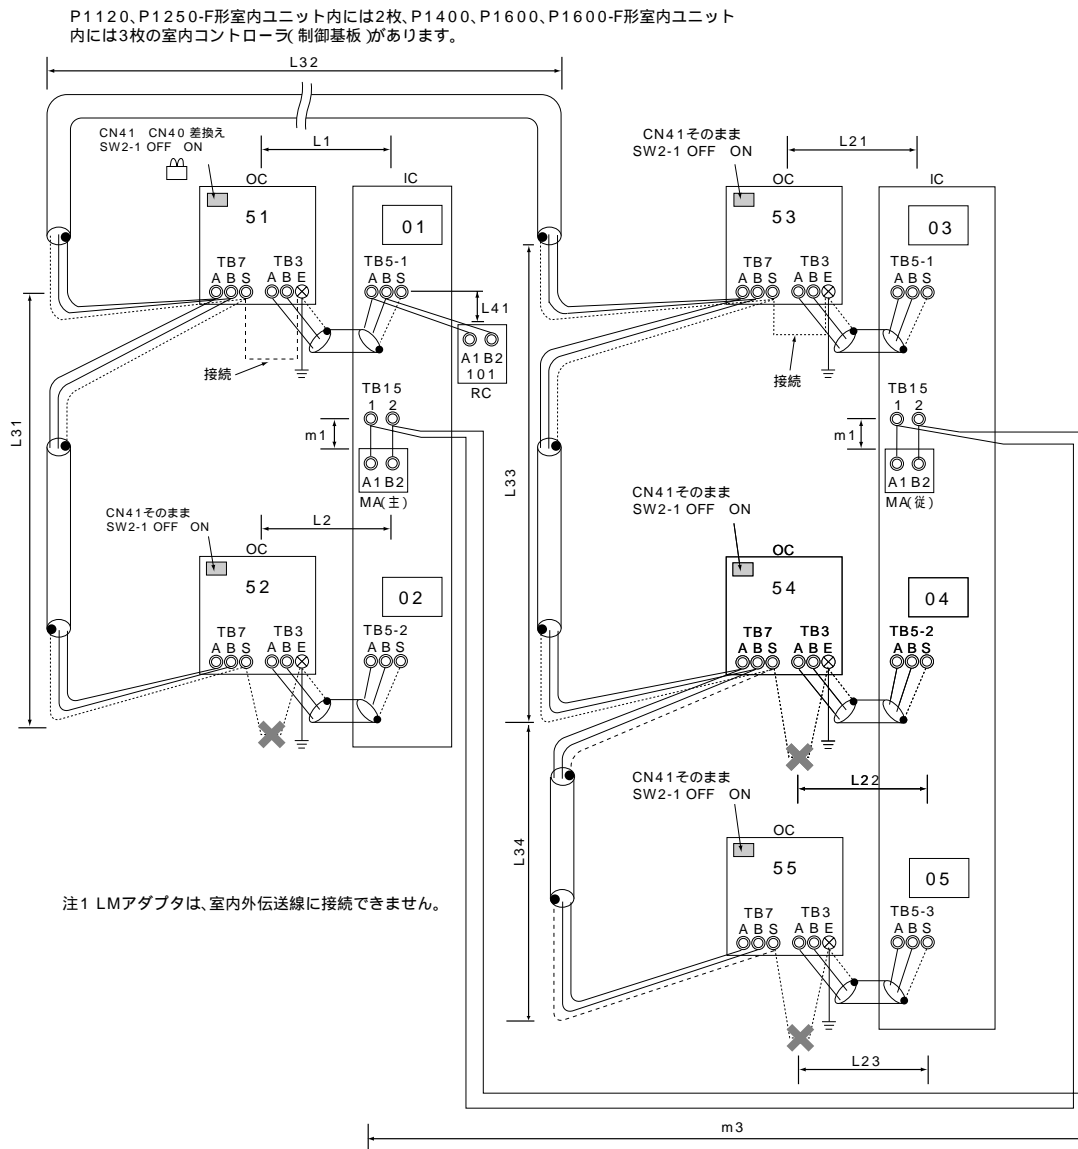 P1120、P1250-F形室内ユニット内には2枚、P1400、P1600、P1600-F形室内ユニット
内には3枚の室内コントローラ(制御基板)があります。
L32
CN41 CN40 差換え
SW2-1 OFF ON
L1
OC
IC
51
01
TB7
TB3
TB5-1
A B S
A B E
A B S
L41
A1 B2
101
RC
接続
L31
TB15
1 2
m1
A1 B2
MA(主)
CN41そのまま
SW2-1 OFF ON
L2
OC
52
02
TB7
TB3
TB5-2
A B S
A B E
A B S
CN41そのまま
SW2-1 OFF ON
L21
OC
IC
53
03
TB7
TB3
TB5-1
A B S
A B E
A B S
接続
L33
TB15
1 2
m1
A1 B2
MA(従)
CN41そのまま
SW2-1 OFF ON
OC
54
04
TB7
TB3
TB5-2
A B S
A B E
A B S
L22
CN41そのまま
SW2-1 OFF ON
L34
OC
55
05
TB7
TB3
TB5-3
A B S
A B E
A B S
L23
注1 LMアダプタは、室内外伝送線に接続できません。
m3